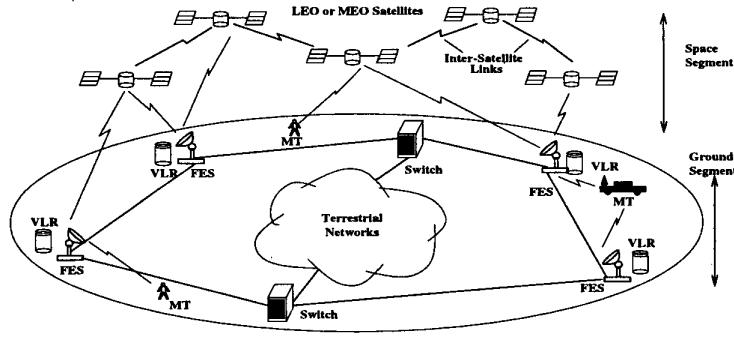 LEO or MEO Satellites
Inter-Satellite
Links
Space
Segment
MT
VLR
FES
Switch
VLR
FES
MT
Ground
Segment
Terrestrial
Networks
VLR
FES
MT
Switch
VLR
FES